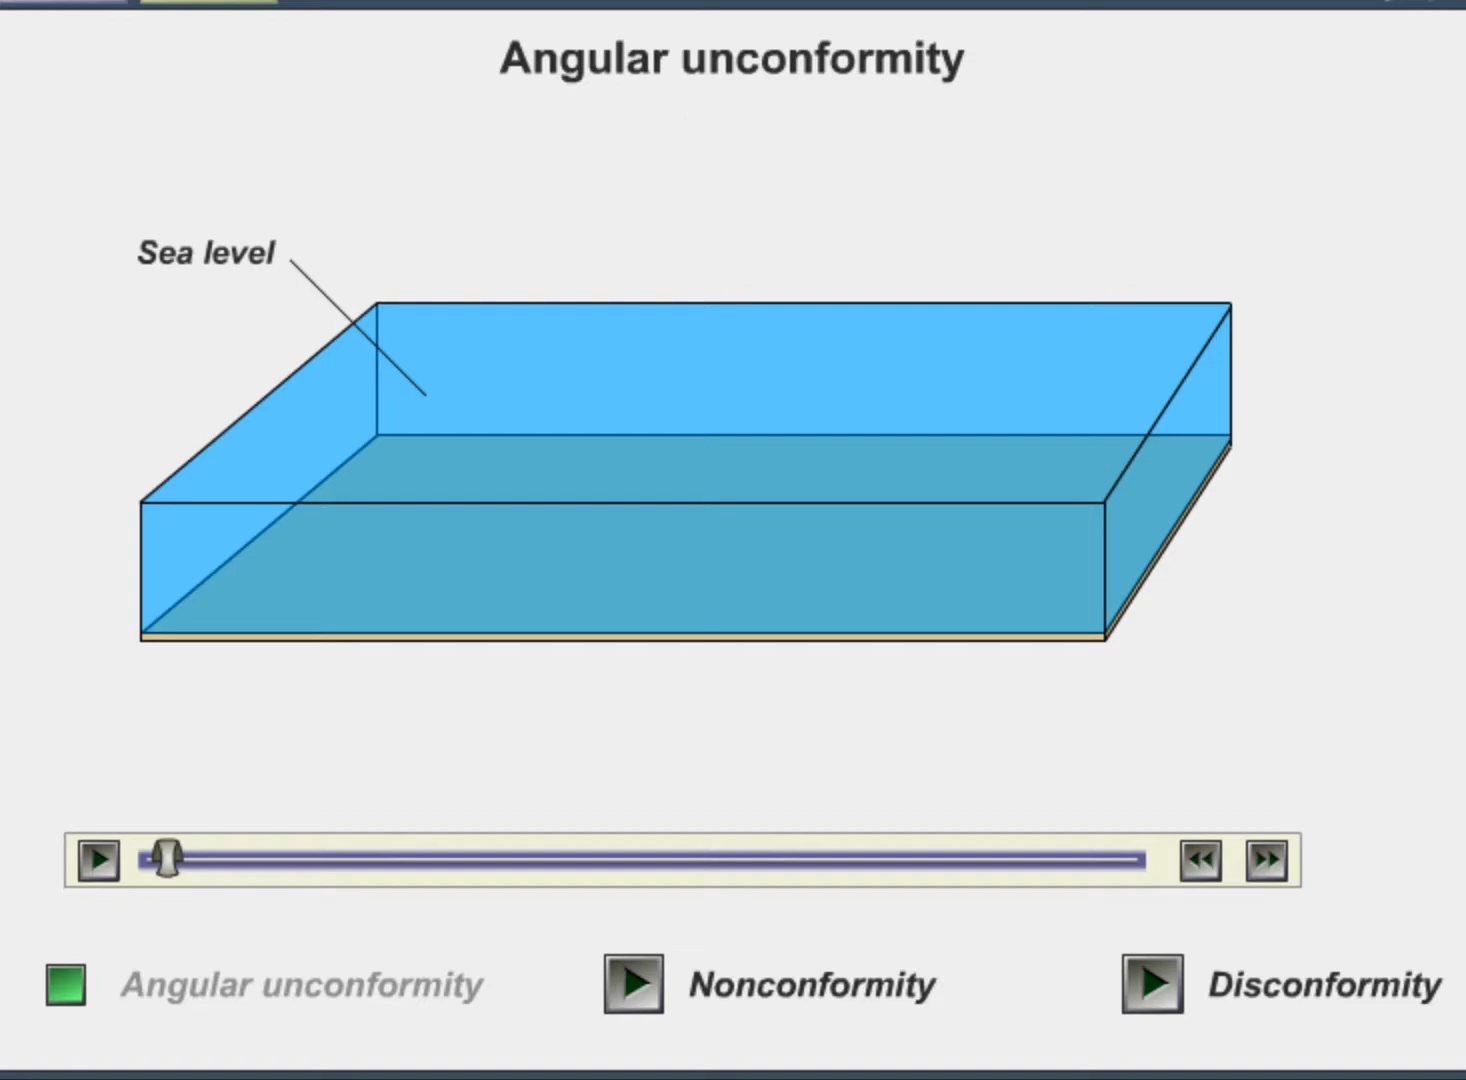 Angular unconformity
Sea level
Angular unconformity
Nonconformity
Disconformity